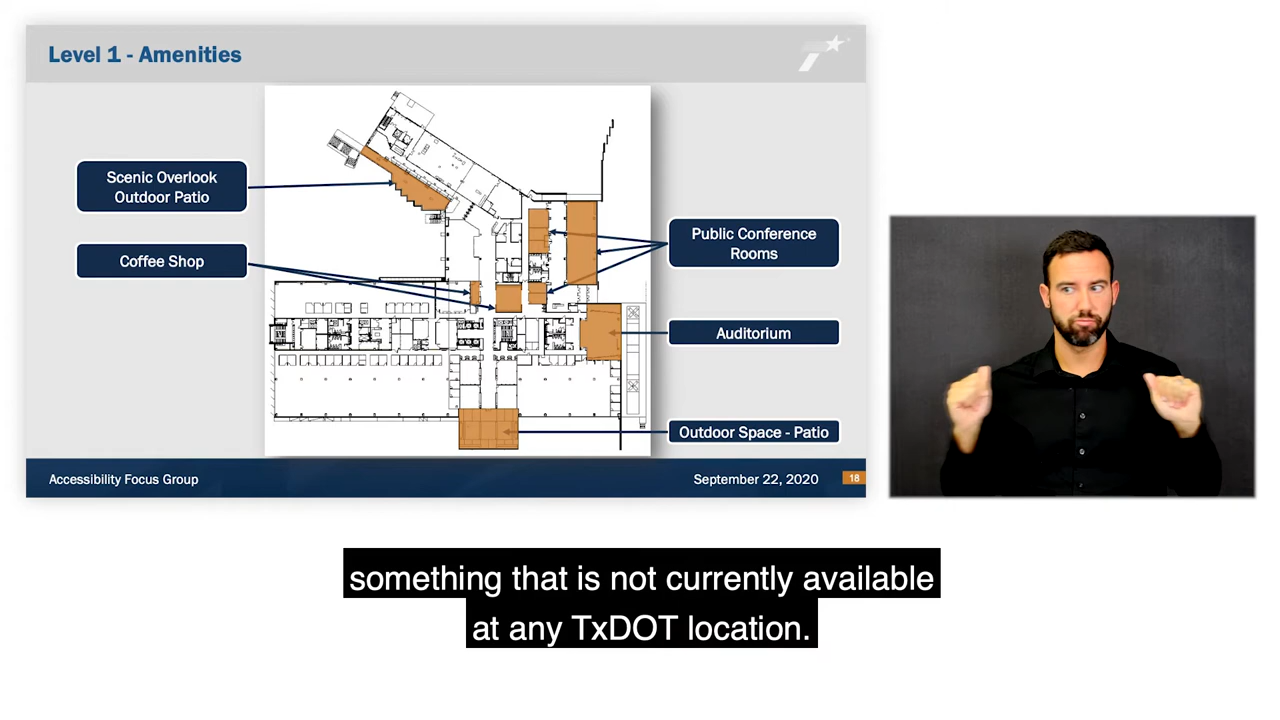 Level 1 - Amenities
Scenic Overlook
Outdoor Patio
Coffee Shop
Public Conference
Rooms
Auditorium
Outdoor Space - Patio
Accessibility Focus Group
September 22, 2020
18
something that is not currently available
at any TxDOT location.